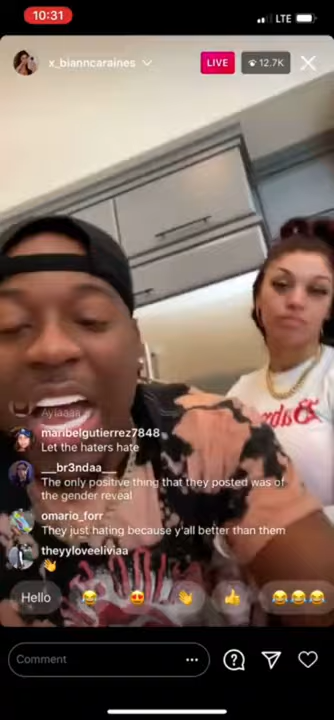 10:31
LTE
x_bianncaraines
LIVE
12.7K
Aylaaaa
maribelgutierrez7848
Let the haters hate
__br3ndaa__
The only positive thing that they posted was of
the gender reveal
omario_forr
They just hating because y'all better than them
theyyloveeliviaa
Hello
Comment